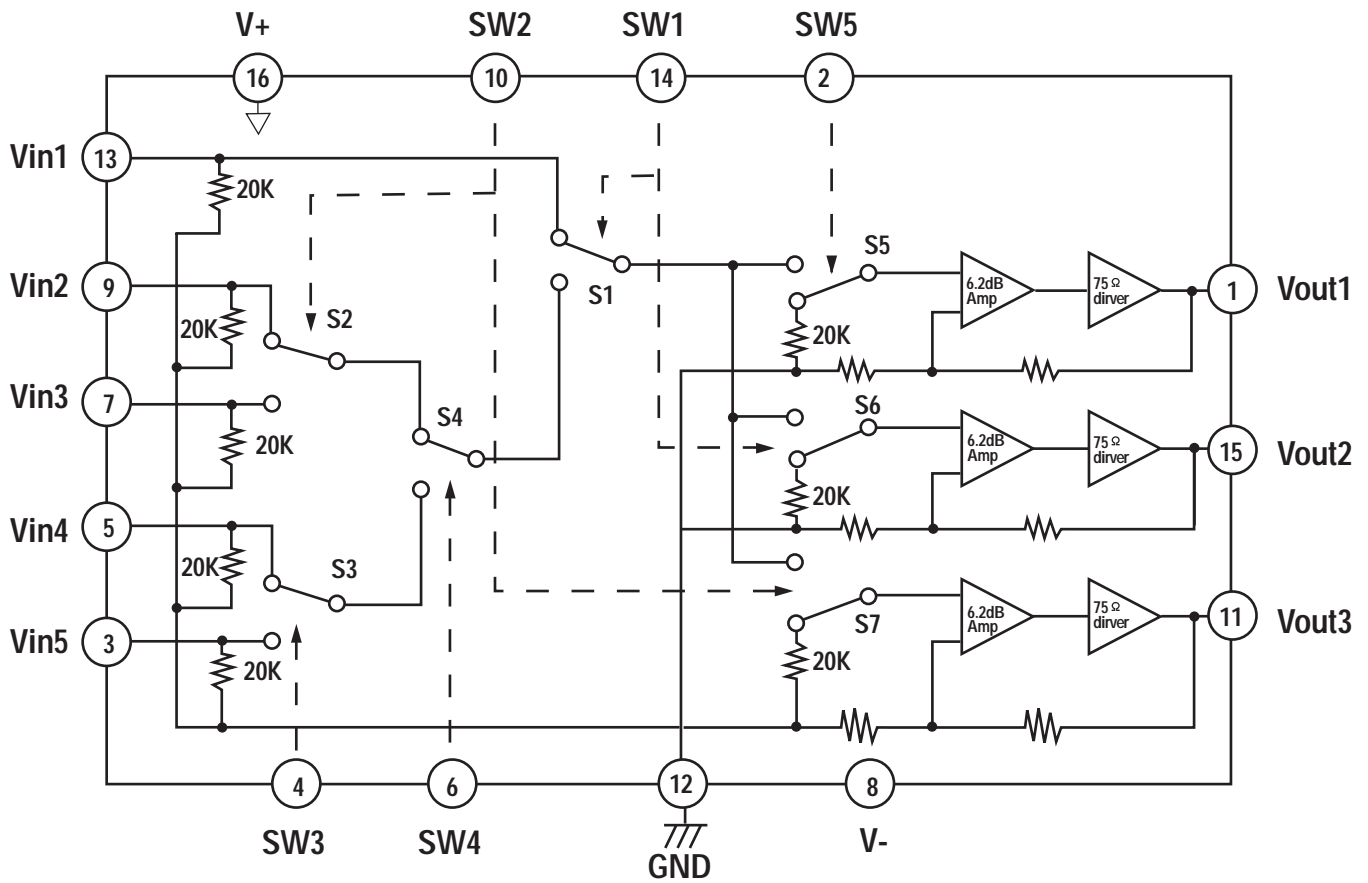 V+
SW2
SW1
SW5
16
10
14
2
Vin1
13
20K
S5
Vin2
9
20K
S2
S1
6.2dB
Amp
75 Ω
dirver
1
Vout1
20K
Vin3
7
20K
S4
S6
6.2dB
Amp
75 Ω
dirver
15
Vout2
20K
Vin4
5
20K
S3
S7
6.2dB
Amp
75 Ω
dirver
11
Vout3
Vin5
3
20K
20K
4
6
12
8
SW3
SW4
GND
V-